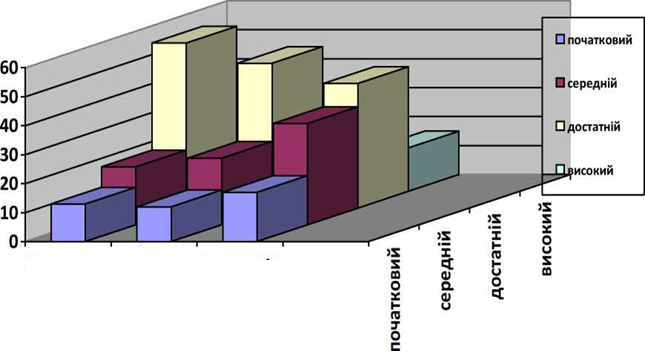 60
50
40
30
20
10
0
початковий
середній
достатній
високий
початковий
середній
достатній
високий